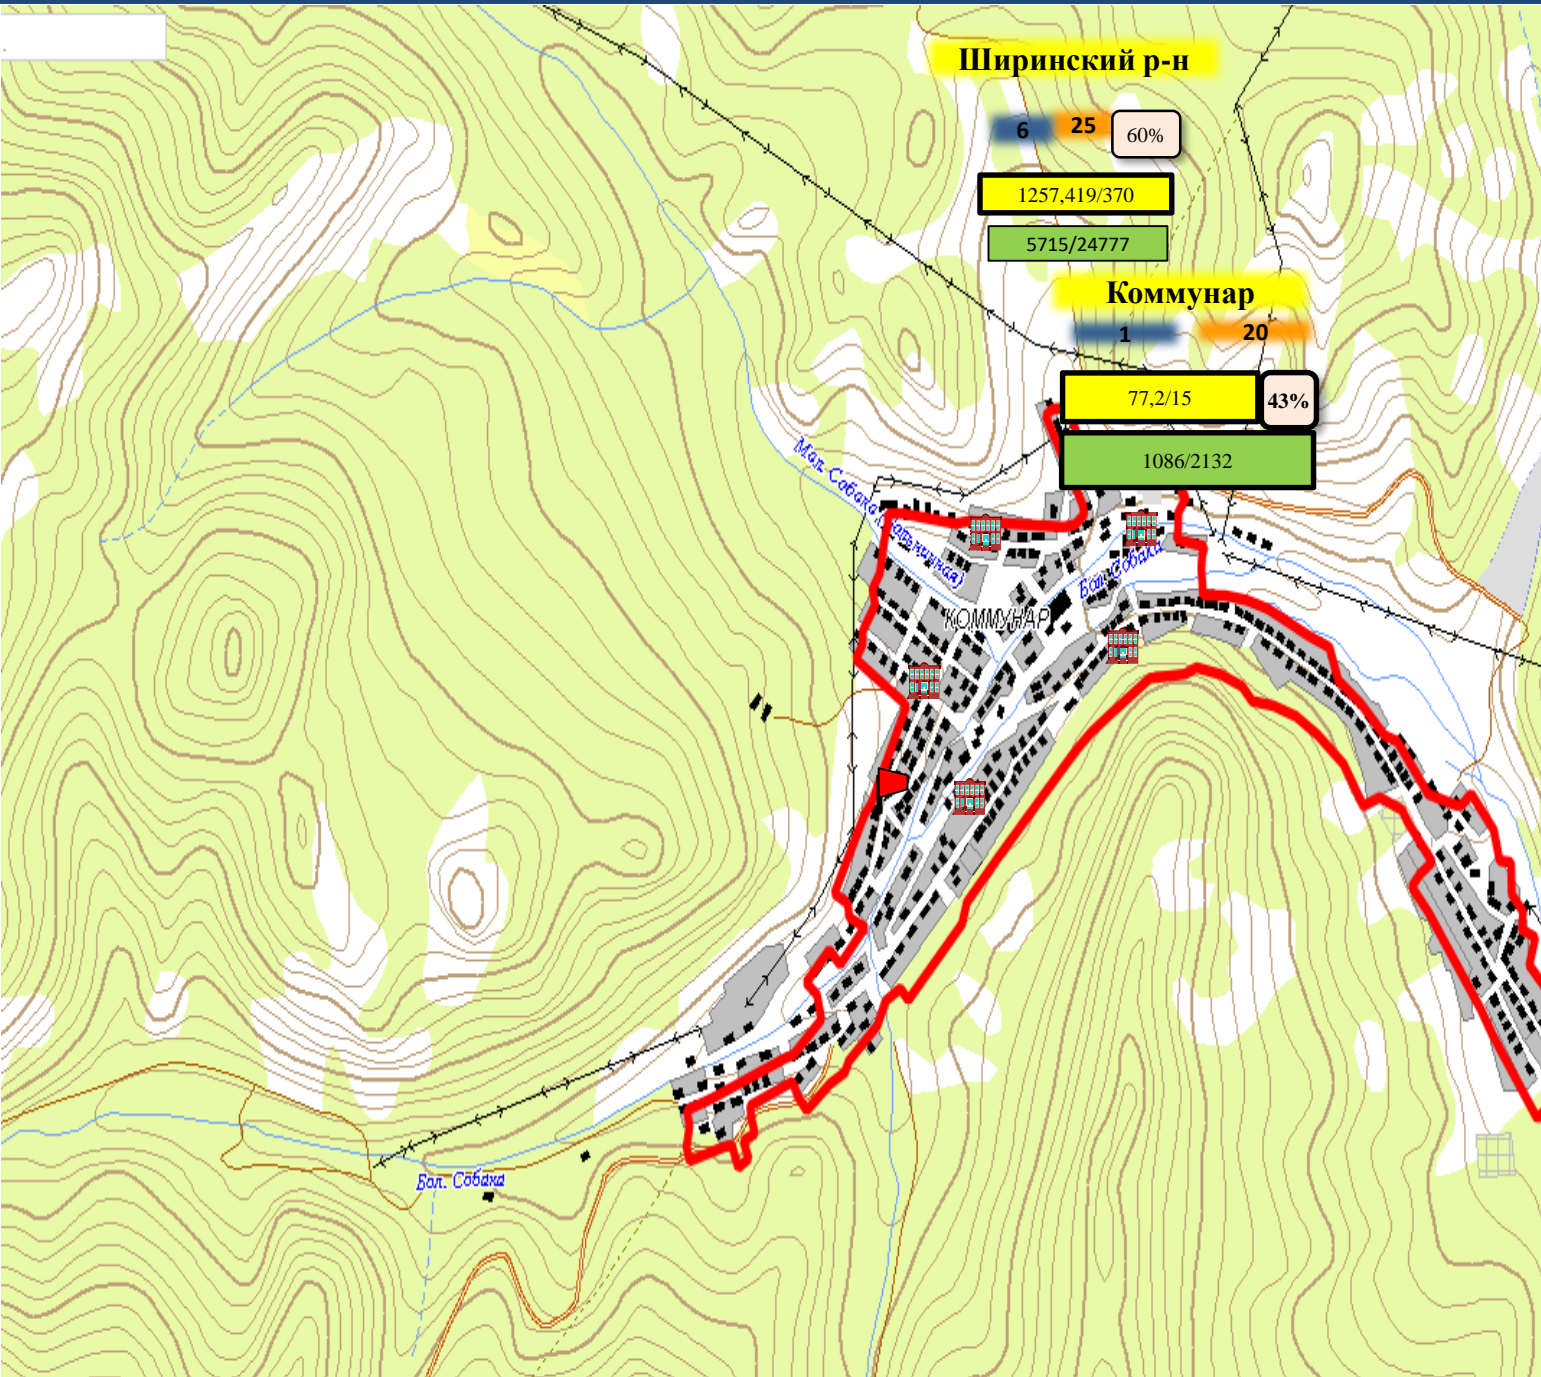 .
Ширинский р-н
6 25 60%
1257,419/370
5715/24777
Коммунар
1 20
77,2/15 43%
1086/2132
Мал. Собака
Бол. Собака
КОММУНАР
Бол. Собака